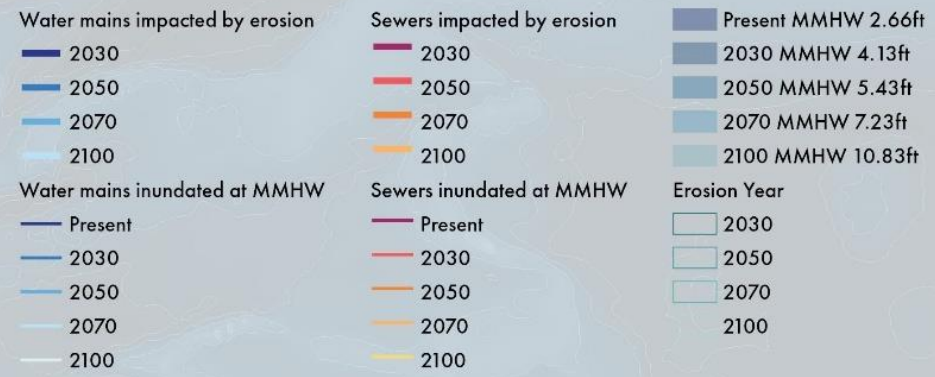 Water mains impacted by erosion
2030
2050
2070
2100
Water mains inundated at MMHW
Present
2030
2050
2070
2100
Sewers impacted by erosion
2030
2050
2070
2100
Sewers inundated at MMHW
Present
2030
2050
2070
2100
Present MMHW 2.66ft
2030 MMHW 4.13ft
2050 MMHW 5.43ft
2070 MMHW 7.23ft
2100 MMHW 10.83ft
Erosion Year
2030
2050
2070
2100